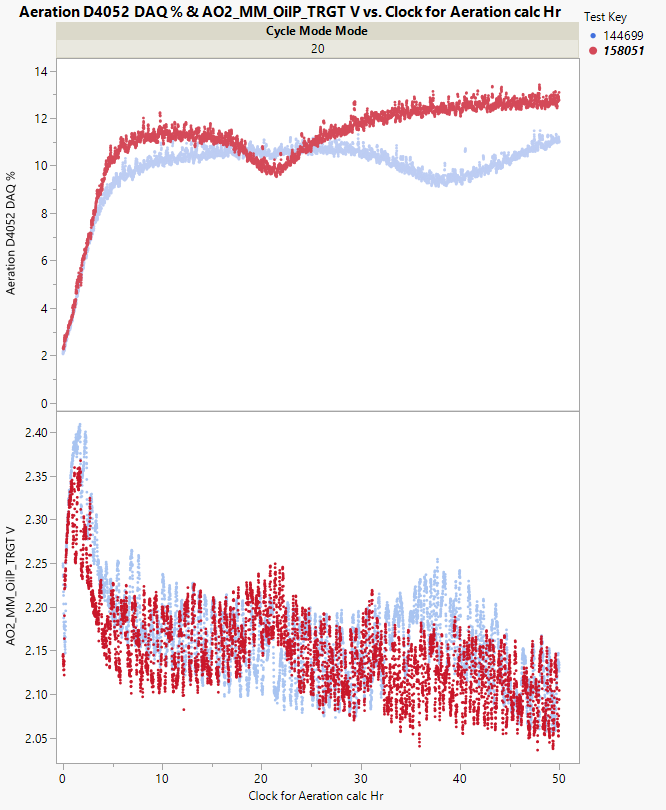 Aeration D4052 DAQ % & AO2_MM_OilP_TRGT V vs. Clock for Aeration calc Hr
Cycle Mode Mode
20
Test Key
144699
158051
Aeration D4052 DAQ %
14
12
10
8
6
4
2
0
AO2_MM_OilP_TRGT V
2.40
2.35
2.30
2.25
2.20
2.15
2.10
2.05
0 10 20 30 40 50
Clock for Aeration calc Hr